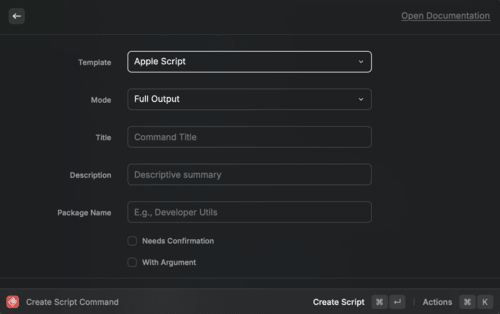 Open Documentation
Template Apple Script
Mode Full Output
Title Command Title
Description Descriptive summary
Package Name E.g., Developer Utils
Needs Confirmation
With Argument
Create Script Command Create Script ⌘ ↵ Actions ⌘ K